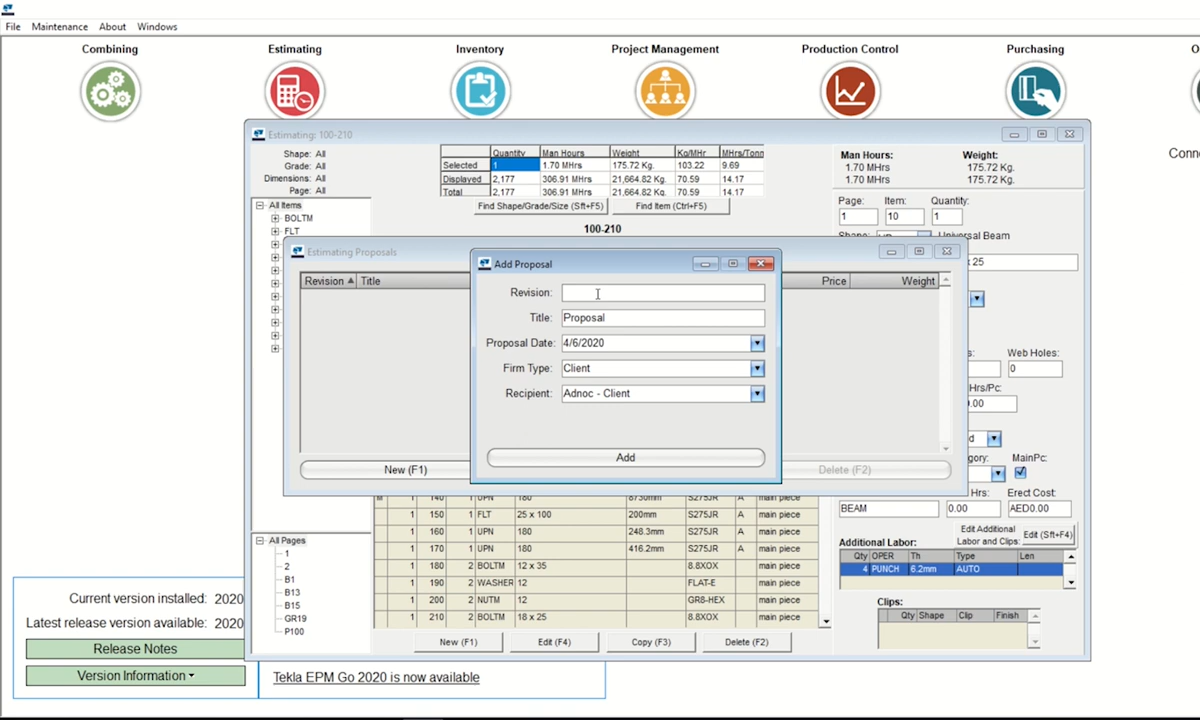 File Maintenance About Windows
Combining Estimating Inventory Project Management Production Control Purchasing
Estimating: 100-210
Shape: All
Grade: All
Dimensions: All
Page: All
Quantity Man Hours Weight Kg/MHr MHrs/Tonn
Selected 1 1.70 MHrs 175.72 Kg. 103.22 9.69
Displayed 2,177 306.91 MHrs 21,664.82 Kg. 70.59 14.17
Total 2,177 306.91 MHrs 21,664.82 Kg. 70.59 14.17
Find Shape/Grade/Size (Sft+F5) Find Item (Ctrl+F5)
100-210
Man Hours: Weight:
1.70 MHrs 175.72 Kg.
1.70 MHrs 175.72 Kg.
Page: Item: Quantity:
1 10 1
Universal Beam
x 25
Web Holes:
0
Hrs/Pc:
MainPc:
Hrs: Erect Cost:
BEAM 0.00 AED0.00
Edit Additional
Labor and Clips: Edit (Sft+F4)
Additional Labor:
Qty OPER Th Type Len
4 PUNCH 6.2mm AUTO
Clips:
Qty Shape Clip Finish
All Items
BOLTM
FLT
Estimating Proposals
Revision Title Price Weight
New (F1) Delete (F2)
Add Proposal
Revision:
Title: Proposal
Proposal Date: 4/6/2020
Firm Type: Client
Recipient: Adnoc - Client
Add
M 1 140 1 UPN 180 8730mm S275JR A main piece
1 150 1 FLT 25 x 100 200mm S275JR A main piece
1 160 1 UPN 180 248.3mm S275JR A main piece
1 170 1 UPN 180 416.2mm S275JR A main piece
1 180 2 BOLTM 12 x 35 8.8XOX main piece
1 190 2 WASHER 12 FLAT-E main piece
1 200 2 NUTM 12 GR8-HEX main piece
1 210 2 BOLTM 18 x 25 8.8XOX main piece
New (F1) Edit (F4) Copy (F3) Delete (F2)
All Pages
1
2
B1
B13
B15
GR19
P100
Current version installed: 2020
Latest release version available: 2020
Release Notes
Version Information
Tekla EPM Go 2020 is now available